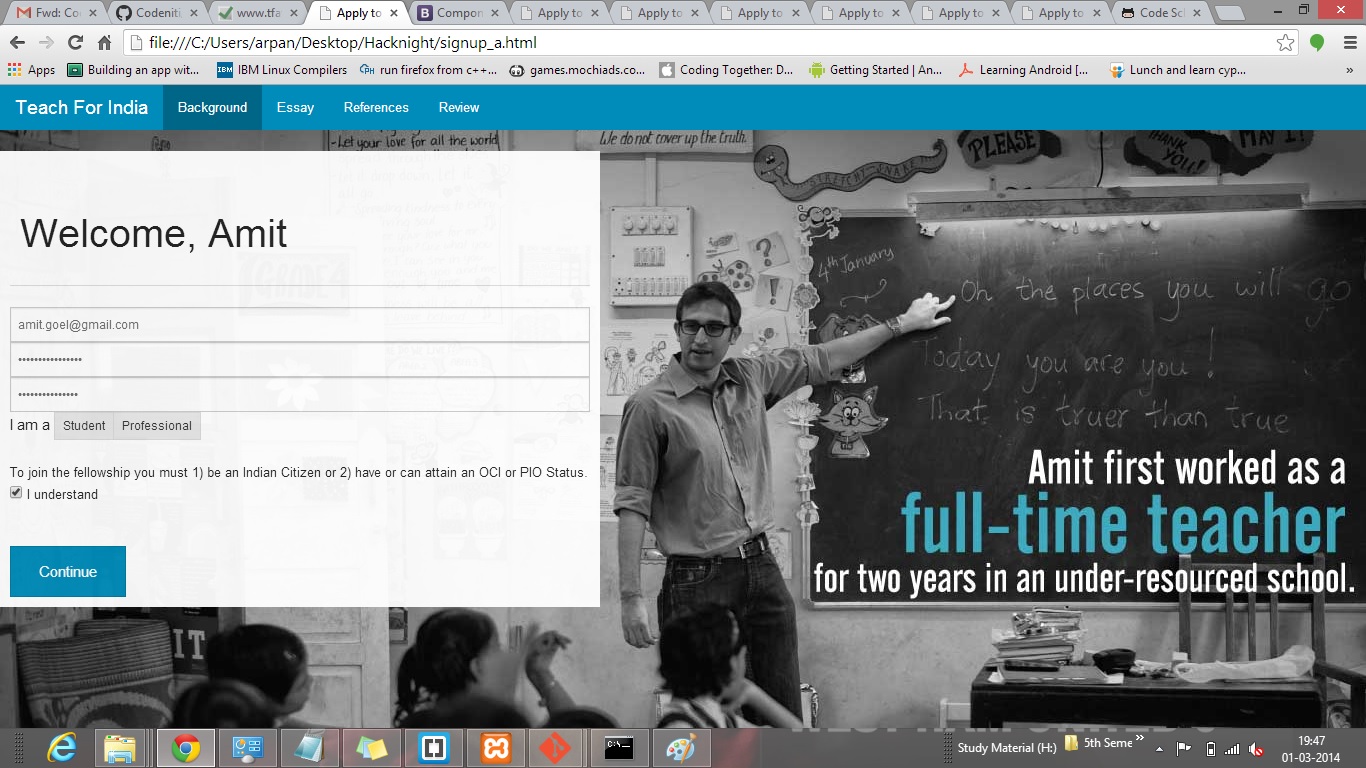 Fwd: Co
Codeniti
www.tfa
Apply to
Compon
Apply to
Apply to
Apply to
Apply to
Apply to
Apply to
Code Sc
file:///C:/Users/arpan/Desktop/Hacknight/signup_a.html
Apps
Building an app wit...
IBM Linux Compilers
run firefox from c++...
games.mochiads.co...
Coding Together: D...
Getting Started | An...
Learning Android [...
Lunch and learn cyp...
»
Teach For India
Background
Essay
References
Review
-Let your love for all the world
We do not cover up the truth.
STRETCHY-SNAKE
PLEASE
THANK YOU!
MAY I?
Welcome, Amit
amit.goel@gmail.com
••••••••••••••••
•••••••••••••••
I am a Student Professional
To join the fellowship you must 1) be an Indian Citizen or 2) have or can attain an OCI or PIO Status.
I understand
Continue
GRADE 4
4th January
Oh the places you will go
Today you are you!
That is truer than true
Amit first worked as a
full-time teacher
for two years in an under-resourced school.
IT
Study Material (H:)
5th Seme
»
19:47
01-03-2014